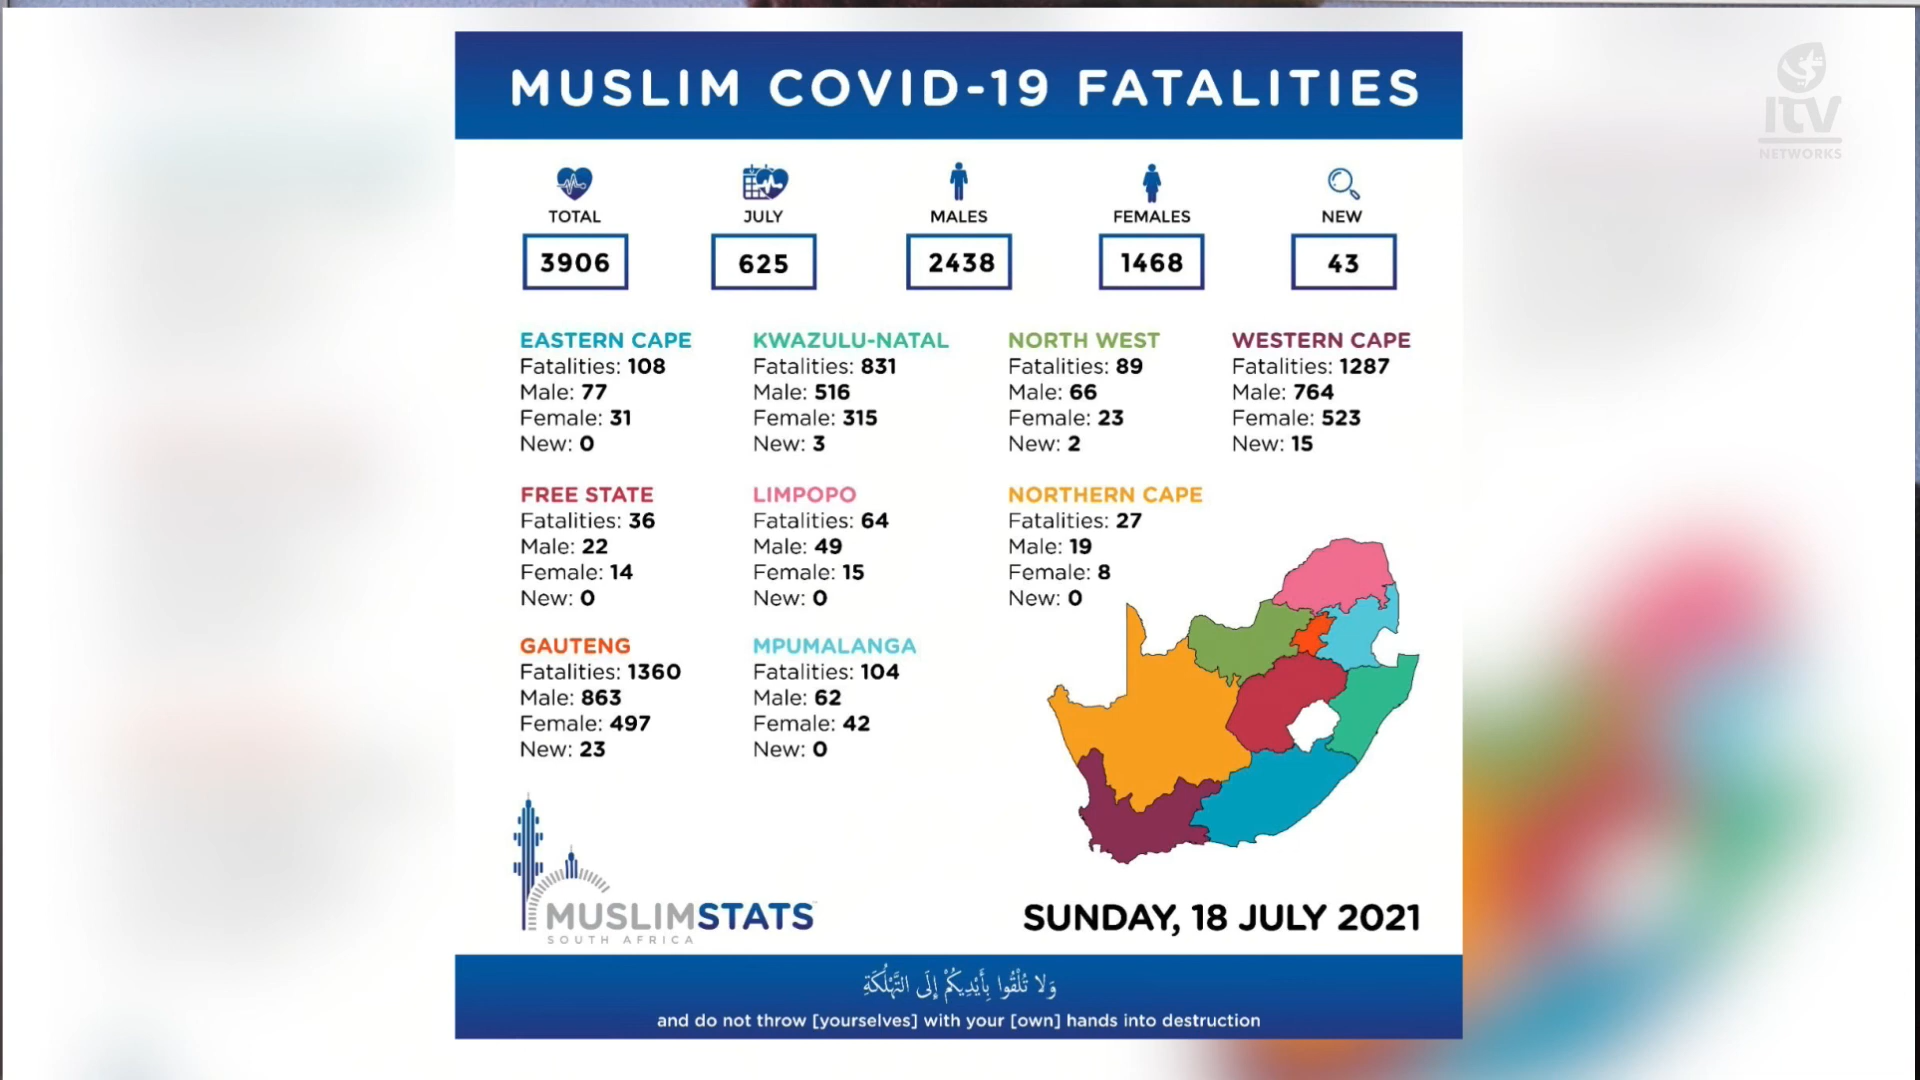 MUSLIM COVID-19 FATALITIES
ITV
NETWORKS
TOTAL
3906
JULY
625
MALES
2438
FEMALES
1468
NEW
43
EASTERN CAPE
Fatalities: 108
Male: 77
Female: 31
New: 0
KWAZULU-NATAL
Fatalities: 831
Male: 516
Female: 315
New: 3
NORTH WEST
Fatalities: 89
Male: 66
Female: 23
New: 2
WESTERN CAPE
Fatalities: 1287
Male: 764
Female: 523
New: 15
FREE STATE
Fatalities: 36
Male: 22
Female: 14
New: 0
LIMPOPO
Fatalities: 64
Male: 49
Female: 15
New: 0
NORTHERN CAPE
Fatalities: 27
Male: 19
Female: 8
New: 0
GAUTENG
Fatalities: 1360
Male: 863
Female: 497
New: 23
MPUMALANGA
Fatalities: 104
Male: 62
Female: 42
New: 0
MUSLIMSTATS
SOUTH AFRICA
SUNDAY, 18 JULY 2021
وَلا تُلْقُوا بِأَيْدِيكُمْ إِلَى التَّهْلُكَةِ
and do not throw [yourselves] with your [own] hands into destruction